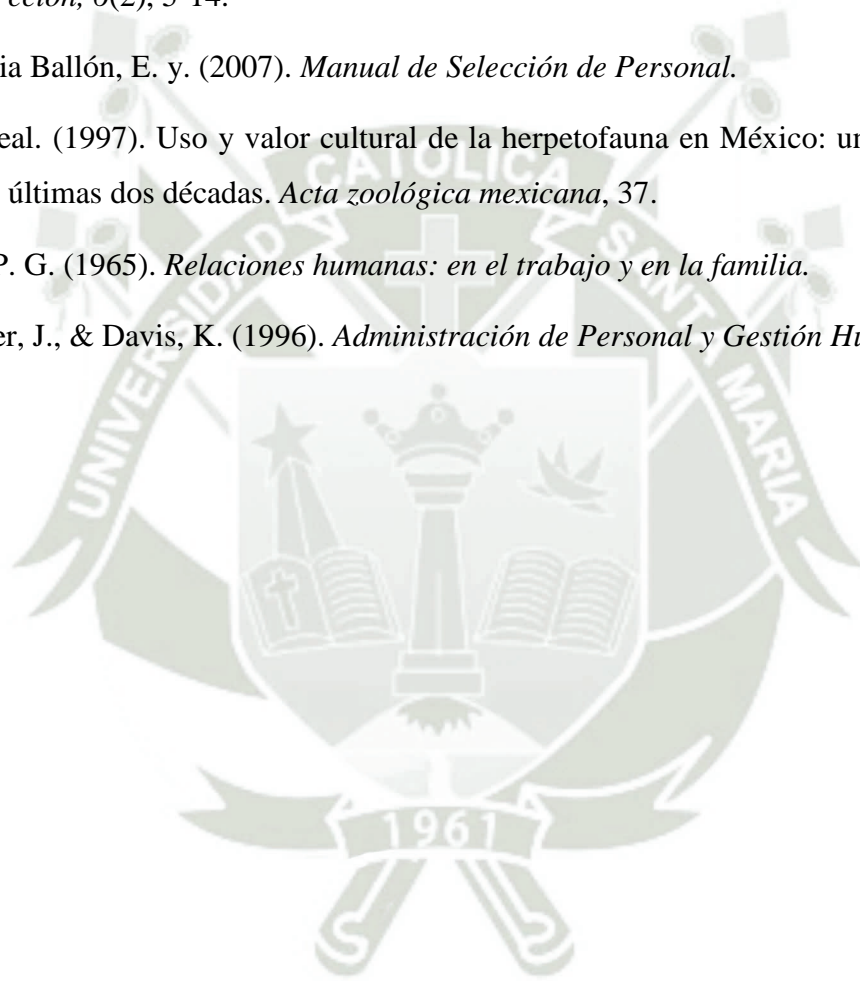 ección, 6(2), 5-14.
ia Ballón, E. y. (2007). Manual de Selección de Personal.
eal. (1997). Uso y valor cultural de la herpetofauna en México: un
últimas dos décadas. Acta zoológica mexicana, 37.
P. G. (1965). Relaciones humanas: en el trabajo y en la familia.
er, J., & Davis, K. (1996). Administración de Personal y Gestión Hu
UNIVERSIDAD CATOLICA SANTA MARIA
1961